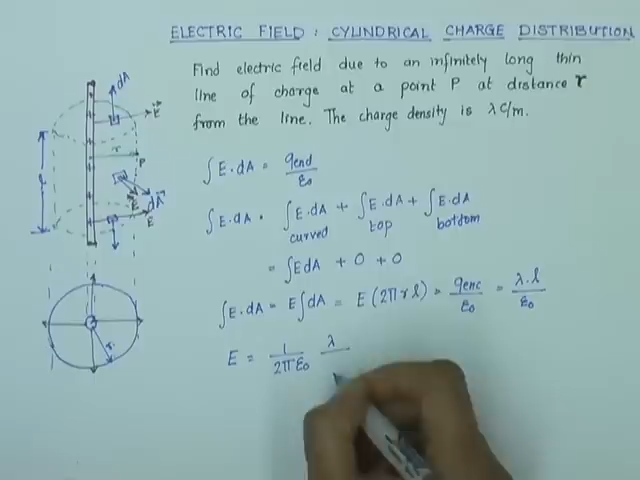 ELECTRIC FIELD : CYLINDRICAL CHARGE DISTRIBUTION
Find electric field due to an infinitely long thin
line of charge at a point P at distance r
from the line. The charge density is λ C/m.
∫E.dA = qend/ε₀
∫E.dA = ∫E.dA + ∫E.dA + ∫E.dA
curved top bottom
= ∫EdA + 0 + 0
∫E.dA = E∫dA = E(2πrl) = qenc/ε₀ = λ.l/ε₀
E = 1/2πε₀ λ/
dA
E
r
P
l
dA
E
E
r